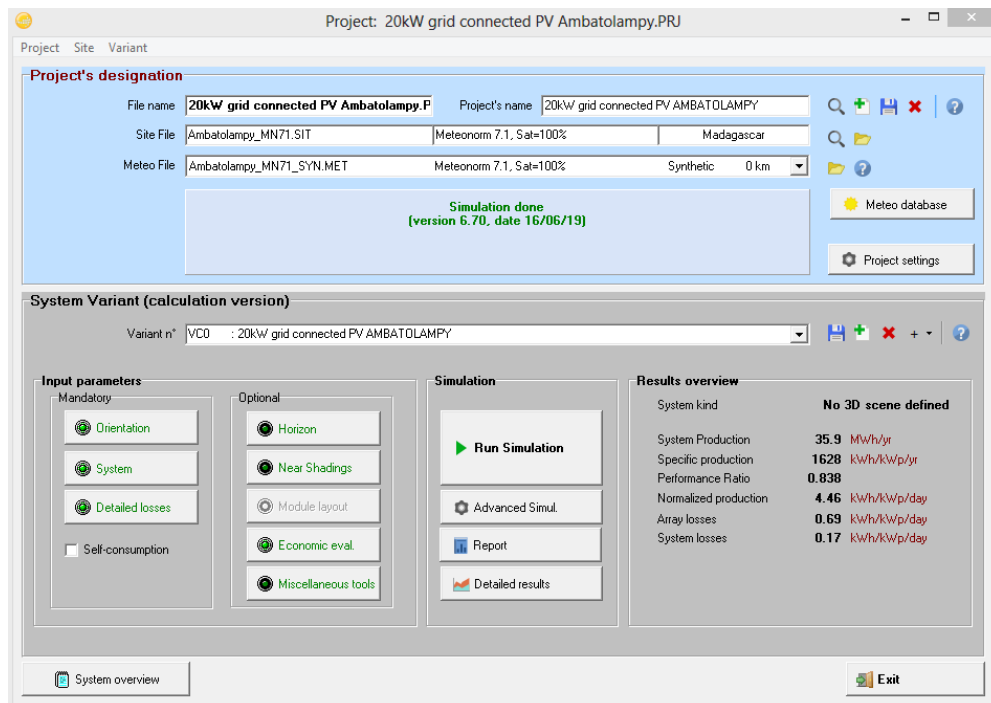 Project: 20kW grid connected PV Ambatolampy.PRJ
Project Site Variant
Project's designation
File name 20kW grid connected PV Ambatolampy.P Project's name 20kW grid connected PV AMBATOLAMPY
Site File Ambatolampy_MN71.SIT Meteonorm 7.1, Sat=100% Madagascar
Meteo File Ambatolampy_MN71_SYN.MET Meteonorm 7.1, Sat=100% Synthetic 0 km
Simulation done
(version 6.70, date 16/06/19)
Meteo database
Project settings
System Variant (calculation version)
Variant n° VC0 : 20kW grid connected PV AMBATOLAMPY
Input parameters
Mandatory
Orientation
System
Detailed losses
Self-consumption
Optional
Horizon
Near Shadings
Module layout
Economic eval.
Miscellaneous tools
Simulation
Run Simulation
Advanced Simul.
Report
Detailed results
Results overview
System kind No 3D scene defined
System Production 35.9 MWh/yr
Specific production 1628 kWh/kWp/yr
Performance Ratio 0.838
Normalized production 4.46 kWh/kWp/day
Array losses 0.69 kWh/kWp/day
System losses 0.17 kWh/kWp/day
System overview
Exit